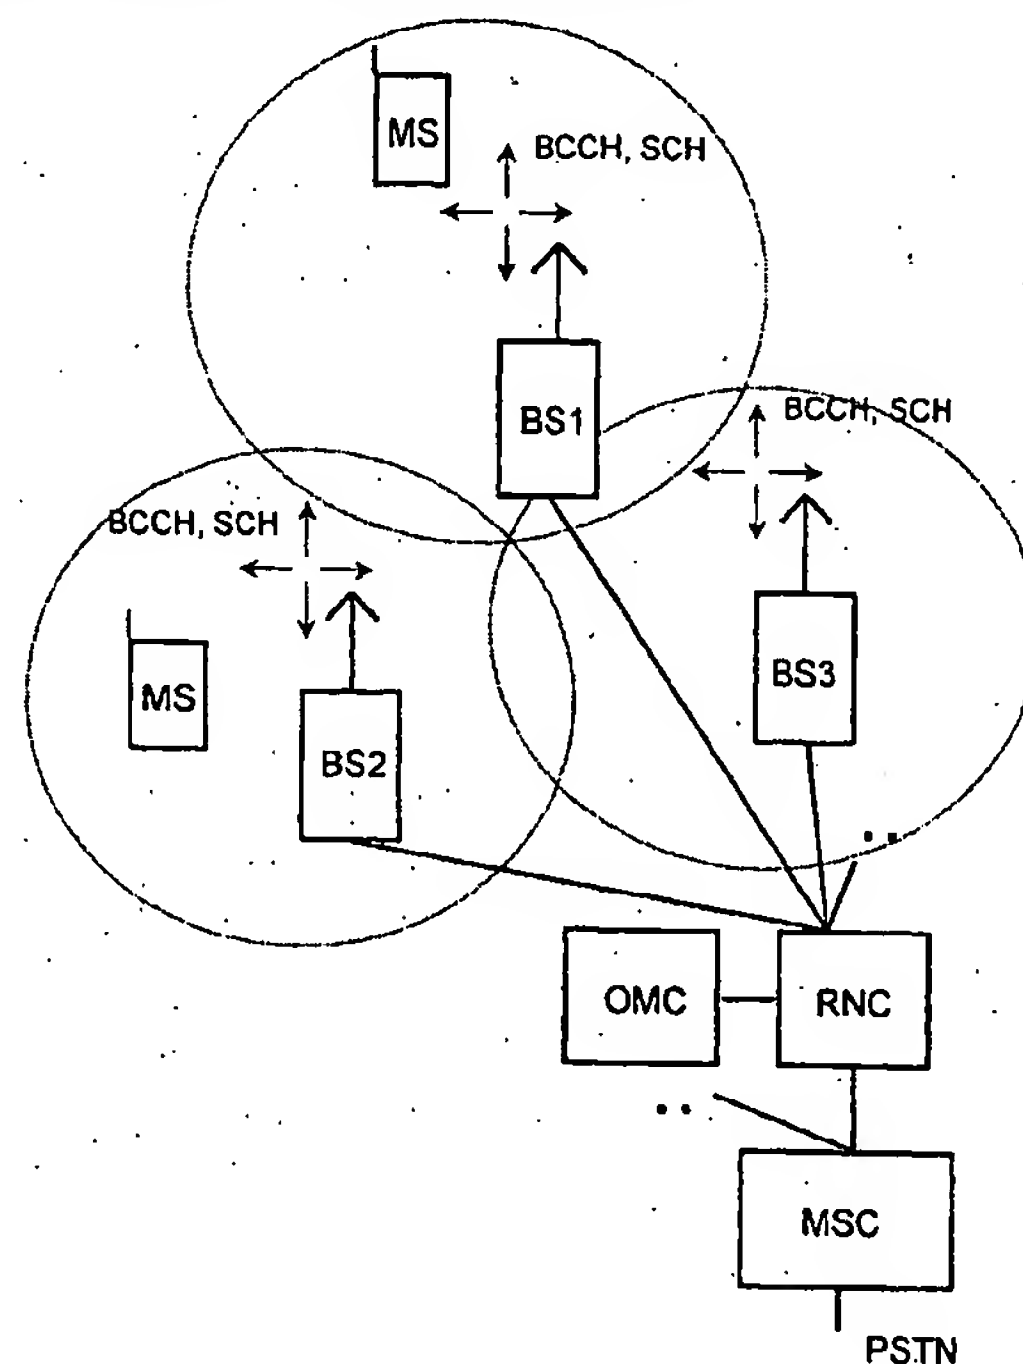 MS
BCCH, SCH
BS1
BCCH, SCH
BCCH, SCH
BS3
MS
BS2
OMC
RNC
MSC
PSTN